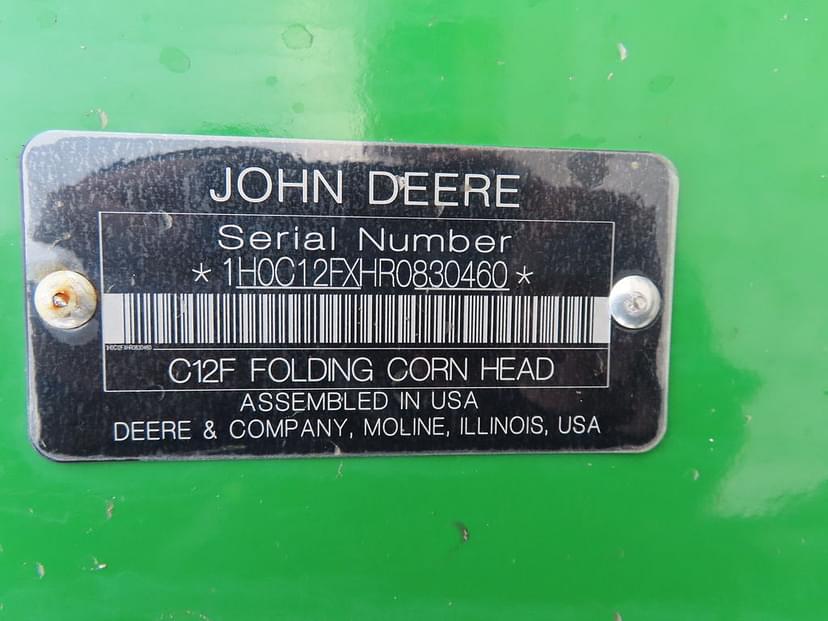 JOHN DEERE
Serial Number
*1H0C12FXHR0830460*
C12F FOLDING CORN HEAD
ASSEMBLED IN USA
DEERE & COMPANY, MOLINE, ILLINOIS, USA